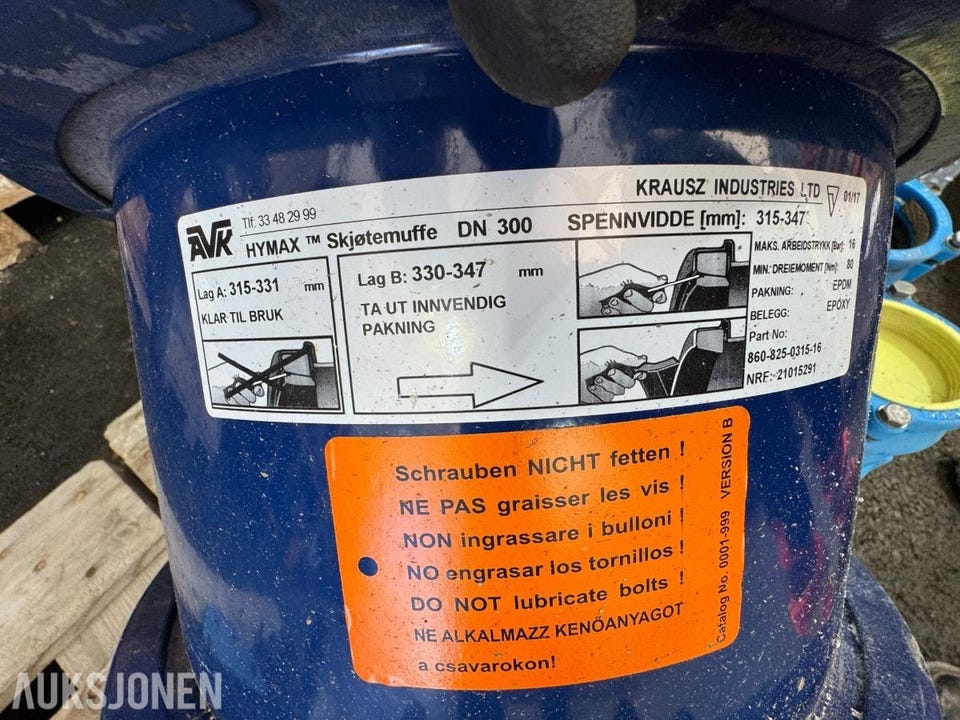 AVK Tlf: 33 48 29 99
KRAUSZ INDUSTRIES LTD 01/17
HYMAX ™ Skjøtemuffe DN 300 SPENNVIDDE [mm]: 315-347
Lag A: 315-331 mm
KLAR TIL BRUK
Lag B: 330-347 mm
TA UT INNVENDIG
PAKNING
MAKS. ARBEIDSTRYKK [Bar]: 16
MIN. DREIEMOMENT [Nm]: 80
PAKNING: EPDM
BELEGG: EPOXY
Part No:
860-825-0315-16
NRF: 21015291
Schrauben NICHT fetten !
NE PAS graisser les vis !
NON ingrassare i bulloni !
NO engrasar los tornillos !
DO NOT lubricate bolts !
NE ALKALMAZZ KENŐANYAGOT
a csavarokon!
Catalog No. 0001-999 VERSION B
AUKSJONEN